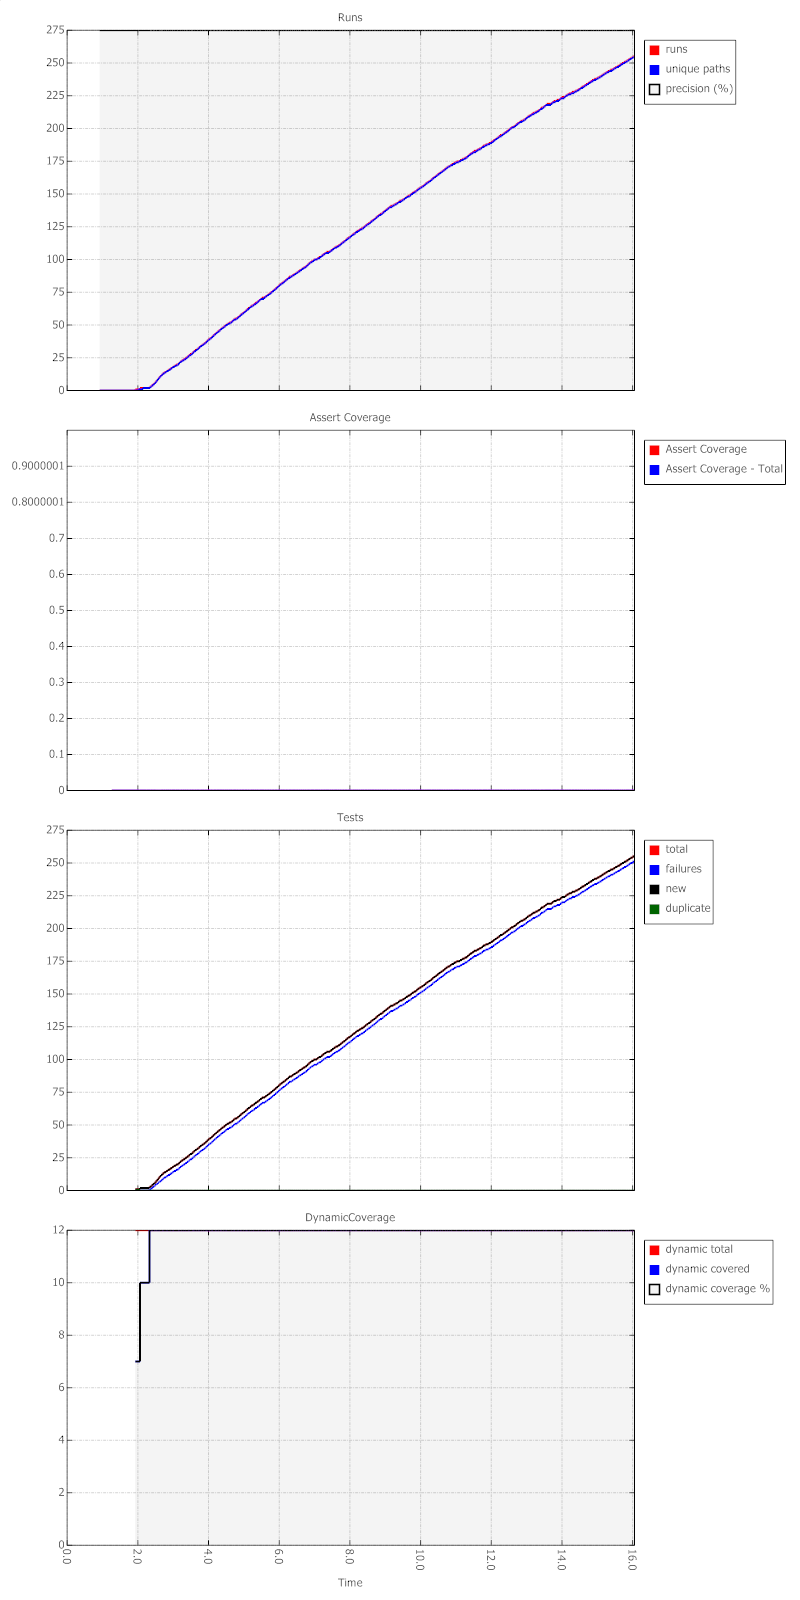 Runs
275
250
225
200
175
150
125
100
75
50
25
0
runs
unique paths
precision (%)
Assert Coverage
0.9000001
0.8000001
0.7
0.6
0.5
0.4
0.3
0.2
0.1
0
Assert Coverage
Assert Coverage - Total
Tests
275
250
225
200
175
150
125
100
75
50
25
0
total
failures
new
duplicate
DynamicCoverage
12
10
8
6
4
2
0
dynamic total
dynamic covered
dynamic coverage %
0.0 2.0 4.0 6.0 8.0 10.0 12.0 14.0 16.0
Time